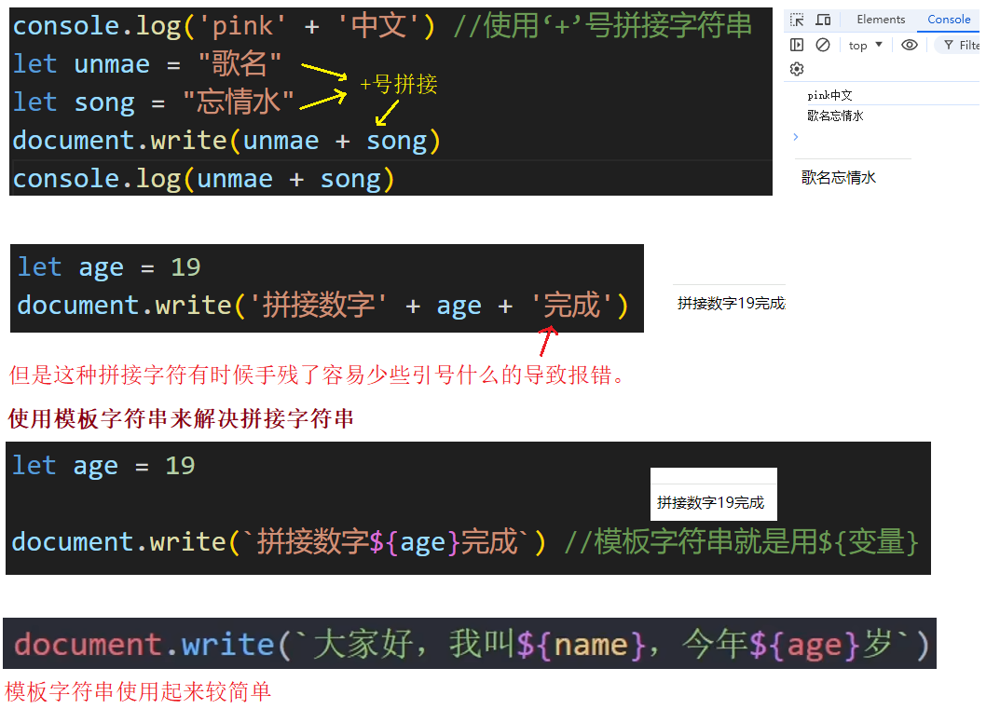 console.log('pink' + '中文') //使用‘+’号拼接字符串
let unmae = "歌名"
let song = "忘情水"
+号拼接
document.write(unmae + song)
console.log(unmae + song)
Elements Console
top ▼ Filte
pink中文
歌名忘情水
歌名忘情水
let age = 19
document.write('拼接数字' + age + '完成')
拼接数字19完成
但是这种拼接字符有时候手残了容易少些引号什么的导致报错。
使用模板字符串来解决拼接字符串
let age = 19
拼接数字19完成
document.write(`拼接数字${age}完成`) //模板字符串就是用${变量}
document.write(`大家好，我叫${name}，今年${age}岁`)
模板字符串使用起来较简单